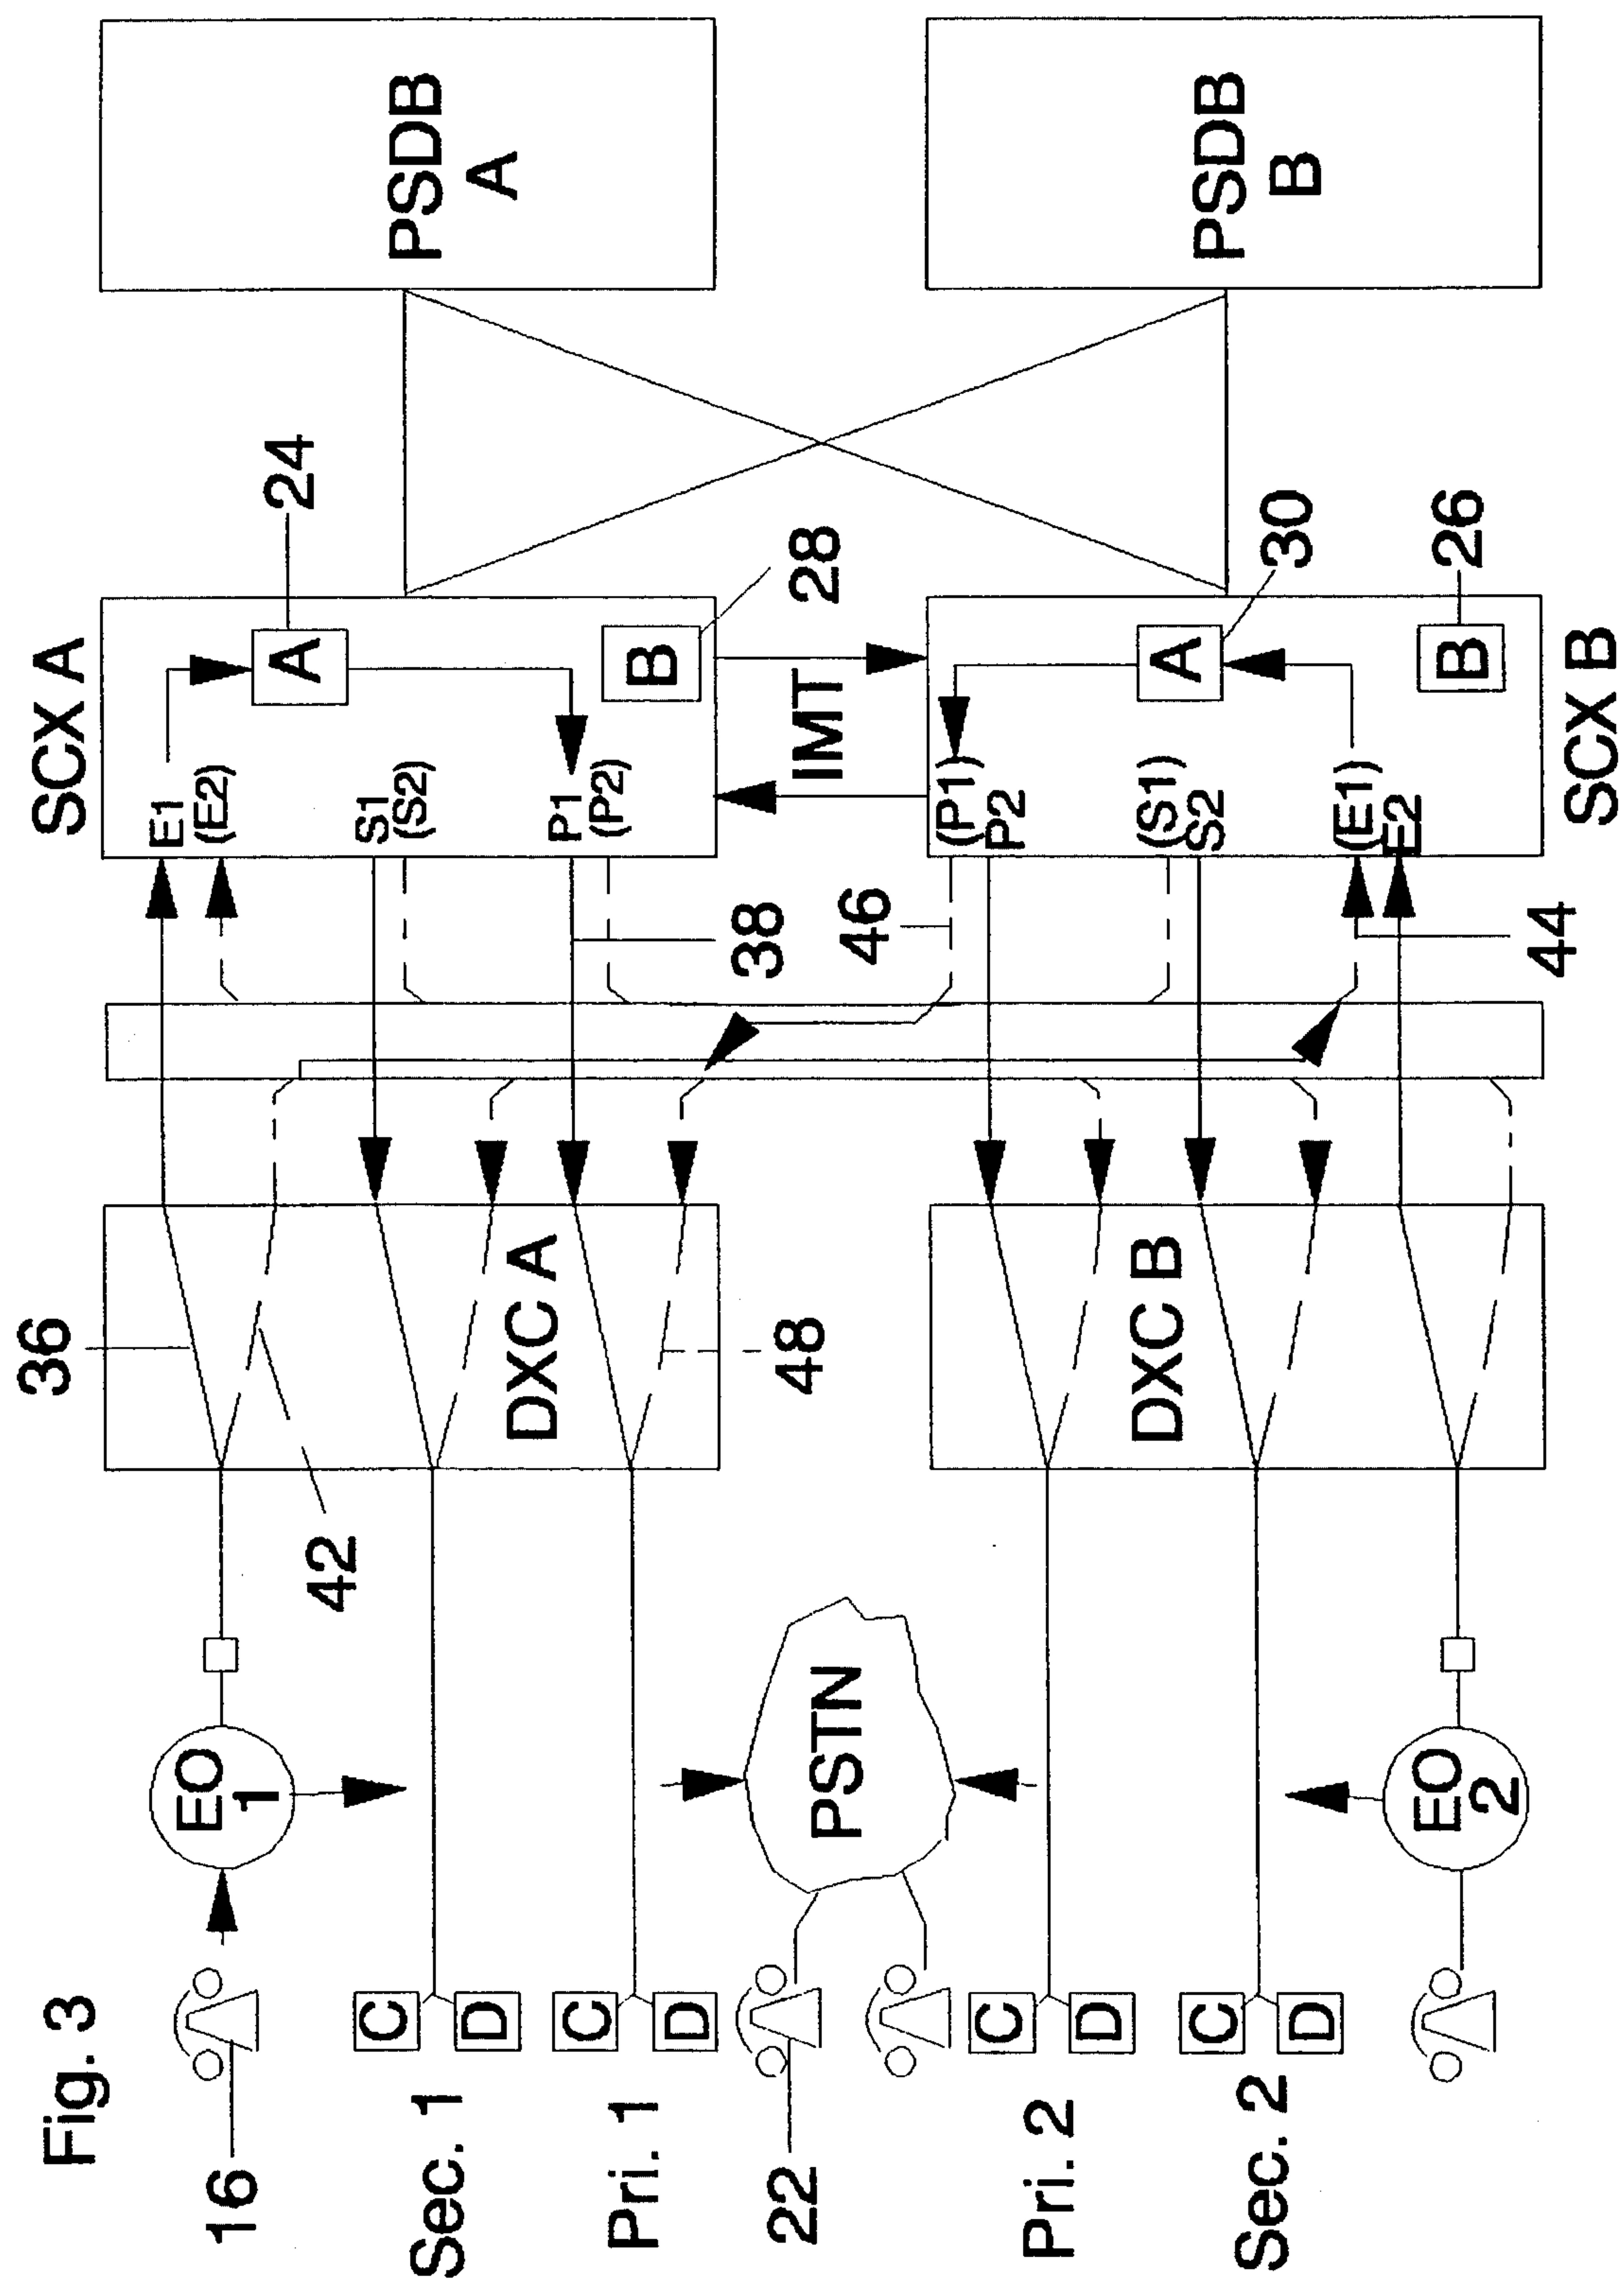 Fig. 3
16
EO
1
42
36
SCX A
E1
(E2)
A
24
S1
(S2)
P1
(P2)
B
28
PSDB
A
Sec. 1
C
D
DXC A
Pri. 1
C
D
48
38
22
PSTN
IMT
46
Pri. 2
C
D
(P1)
P2
DXC B
Sec. 2
C
D
(S1)
S2
A
30
PSDB
B
EO
2
(E1)
E2
44
B
26
SCX B